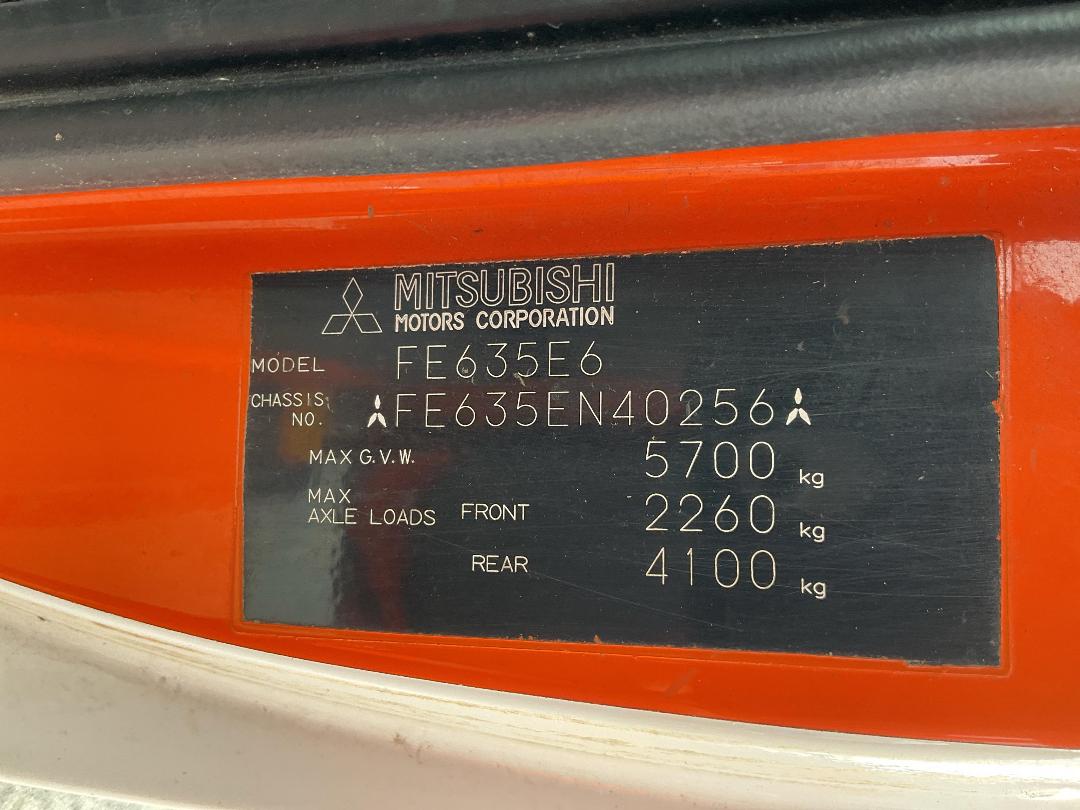 MITSUBISHI
MOTORS CORPORATION
MODEL FE635E6
CHASSIS NO. FE635EN40256
MAX G.V.W. 5700 kg
MAX AXLE LOADS FRONT 2260 kg
REAR 4100 kg